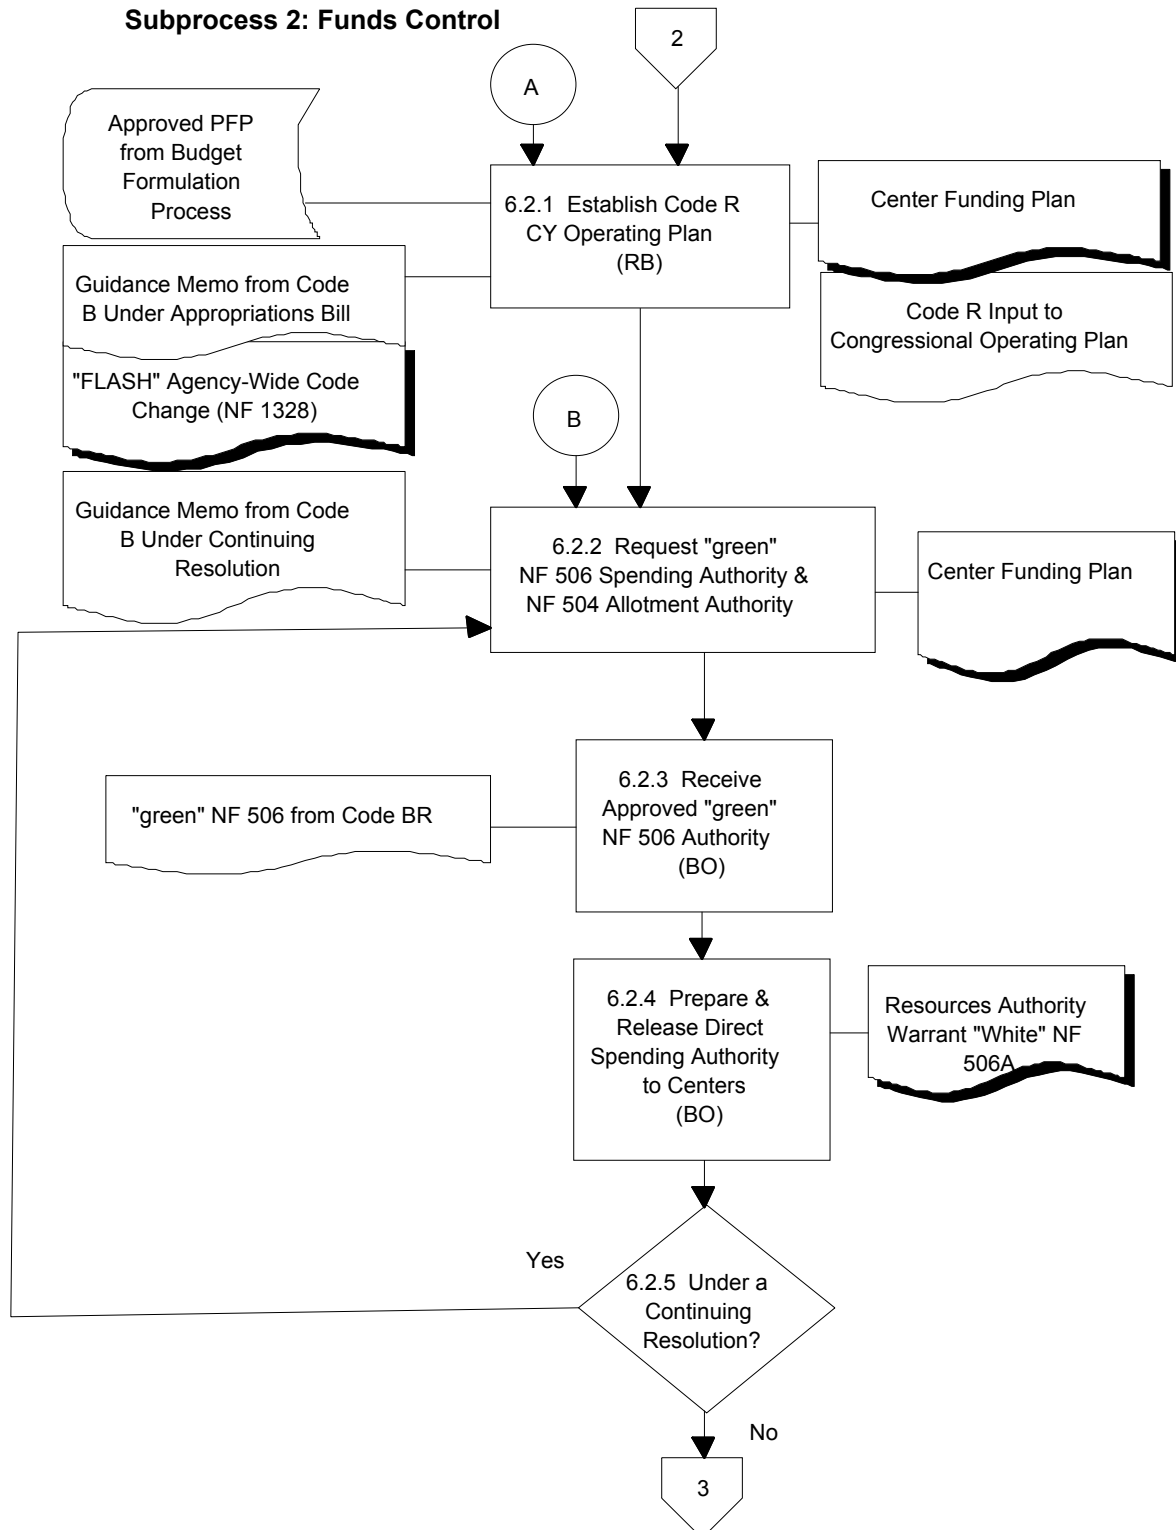 Subprocess 2: Funds Control
2
A
Approved PFP
from Budget
Formulation
Process
6.2.1 Establish Code R
CY Operating Plan
(RB)
Center Funding Plan
Guidance Memo from Code
B Under Appropriations Bill
Code R Input to
Congressional Operating Plan
"FLASH" Agency-Wide Code
Change (NF 1328)
B
Guidance Memo from Code
B Under Continuing
Resolution
6.2.2 Request "green"
NF 506 Spending Authority &
NF 504 Allotment Authority
Center Funding Plan
6.2.3 Receive
Approved "green"
NF 506 Authority
(BO)
"green" NF 506 from Code BR
6.2.4 Prepare &
Release Direct
Spending Authority
to Centers
(BO)
Resources Authority
Warrant "White" NF
506A
Yes
6.2.5 Under a
Continuing
Resolution?
No
3